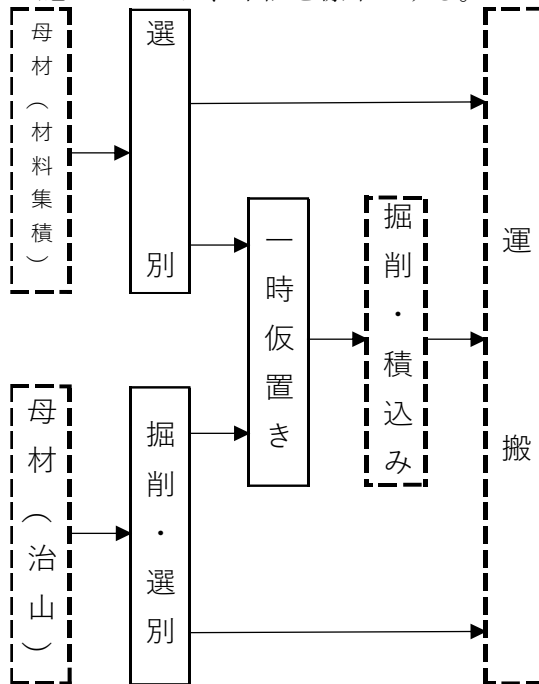 母材（材料集積）
選別
一時仮置き
掘削・積込み
運搬
母材（治山）
掘削・選別